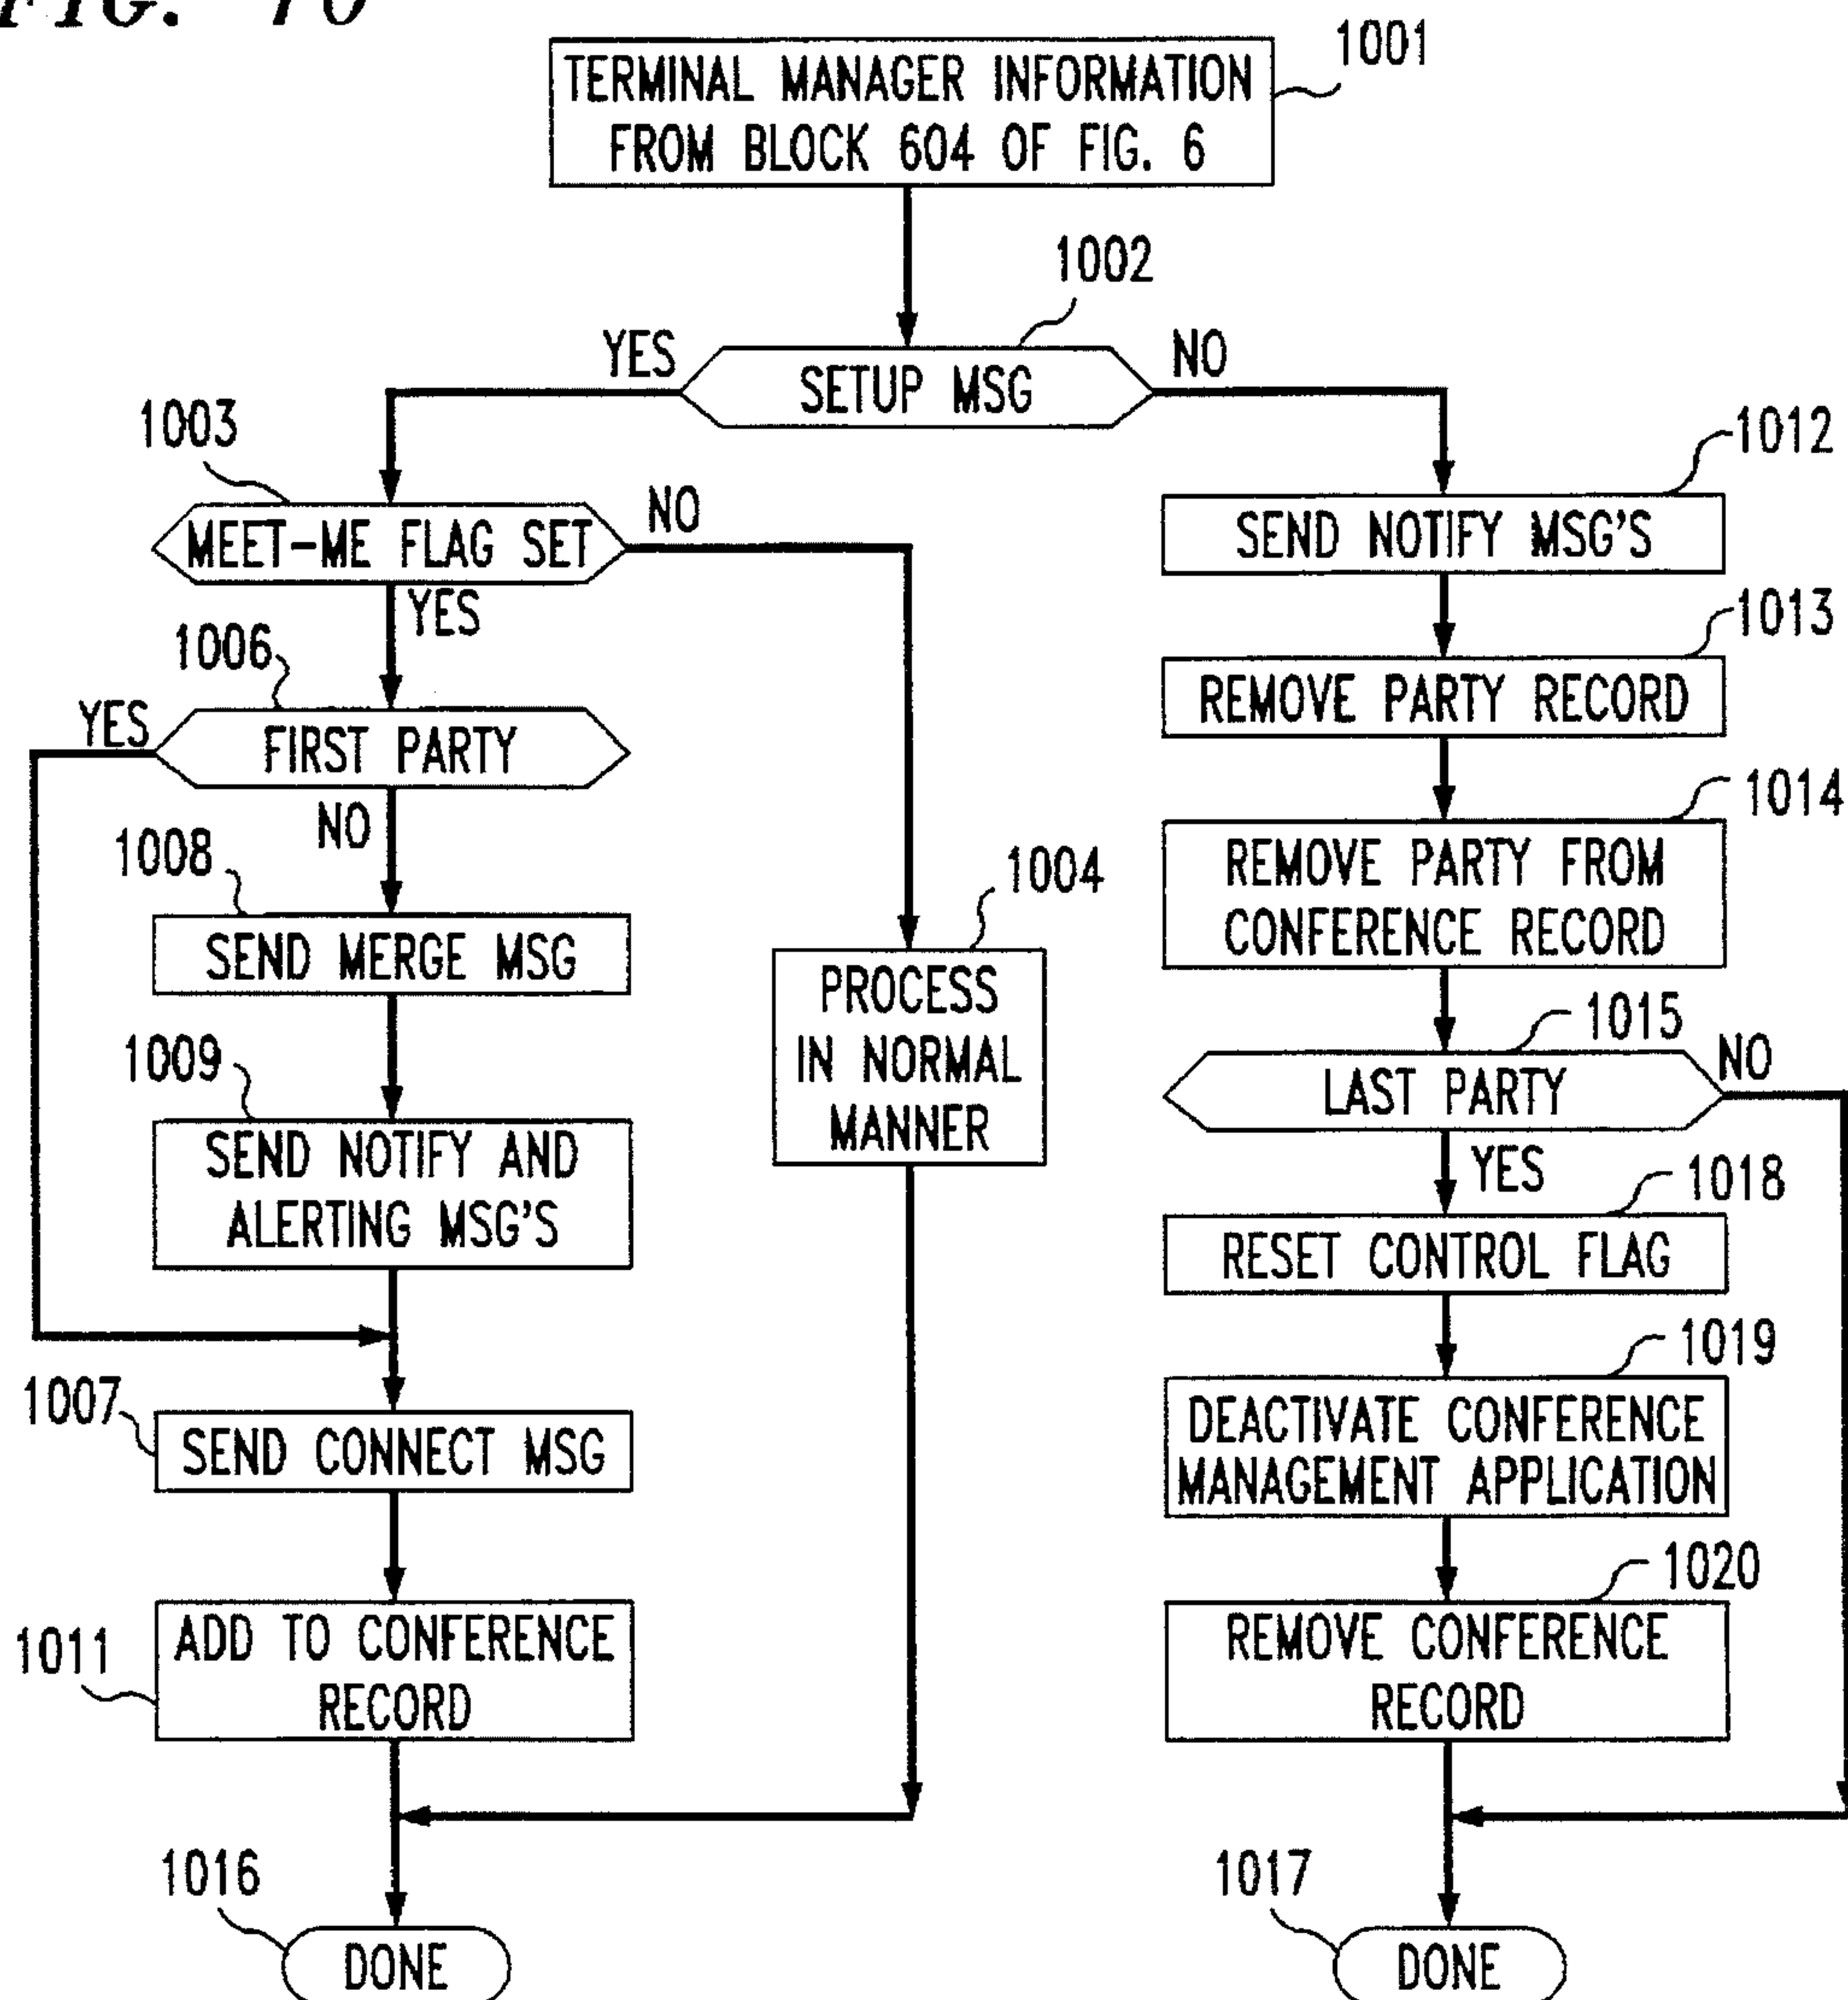 FIG. 10
1001
TERMINAL MANAGER INFORMATION
FROM BLOCK 604 OF FIG. 6
1002
YES
SETUP MSG
NO
1003
MEET-ME FLAG SET
NO
YES
1006
YES
FIRST PARTY
NO
1008
SEND MERGE MSG
1009
SEND NOTIFY AND
ALERTING MSG'S
1007
SEND CONNECT MSG
1011
ADD TO CONFERENCE
RECORD
1016
DONE
1004
PROCESS
IN NORMAL
MANNER
1012
SEND NOTIFY MSG'S
1013
REMOVE PARTY RECORD
1014
REMOVE PARTY FROM
CONFERENCE RECORD
1015
LAST PARTY
NO
YES
1018
RESET CONTROL FLAG
1019
DEACTIVATE CONFERENCE
MANAGEMENT APPLICATION
1020
REMOVE CONFERENCE
RECORD
1017
DONE